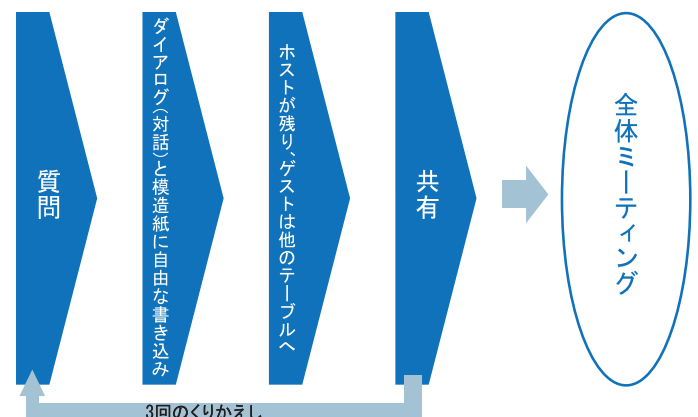 質問
ダイアログ(対話)と模造紙に自由な書き込み
ホストが残り、ゲストは他のテーブルへ
共有
全体ミーティング
3回のくりかえし